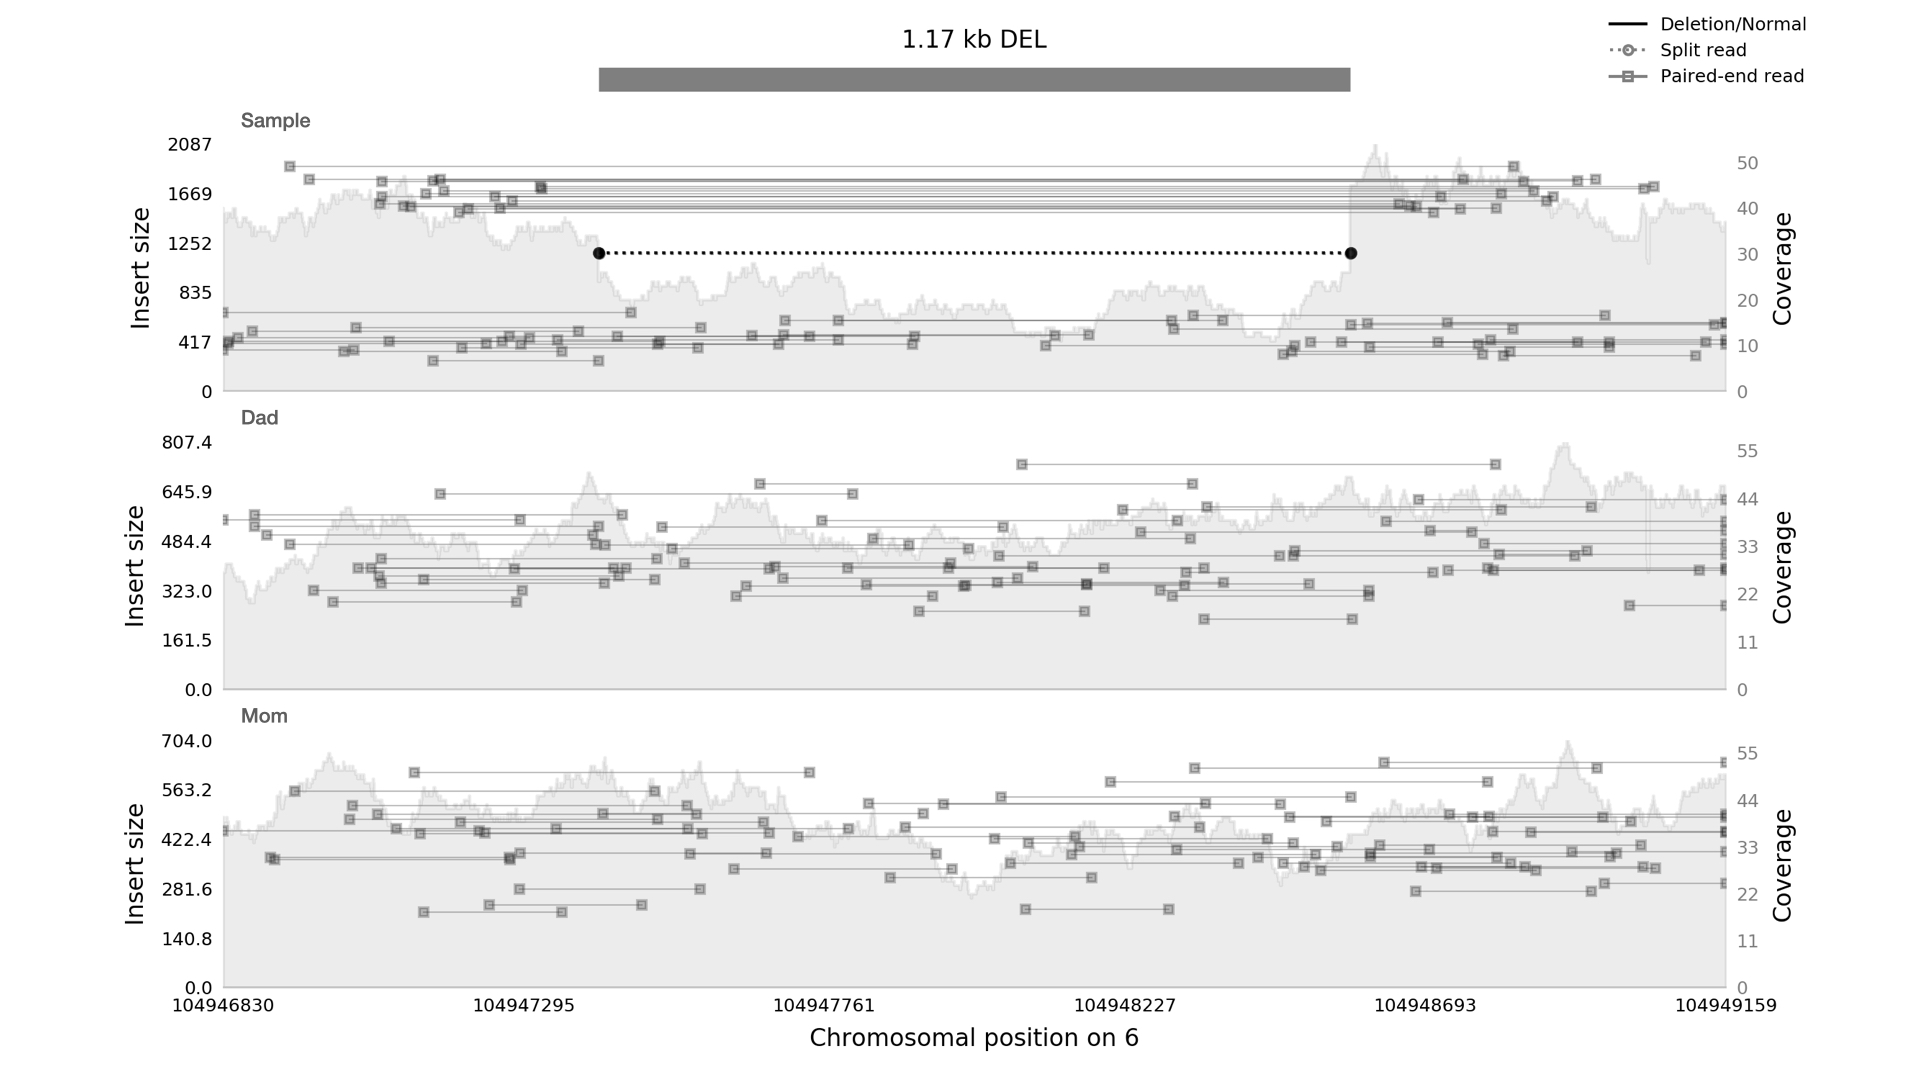 1.17 kb DEL
Deletion/Normal
Split read
Paired-end read
Sample
2087
1669
1252
835
417
0
Insert size
50
40
30
20
10
0
Coverage
Dad
807.4
645.9
484.4
323.0
161.5
0.0
Insert size
55
44
33
22
11
0
Coverage
Mom
704.0
563.2
422.4
281.6
140.8
0.0
Insert size
55
44
33
22
11
0
Coverage
104946830 104947295 104947761 104948227 104948693 104949159
Chromosomal position on 6